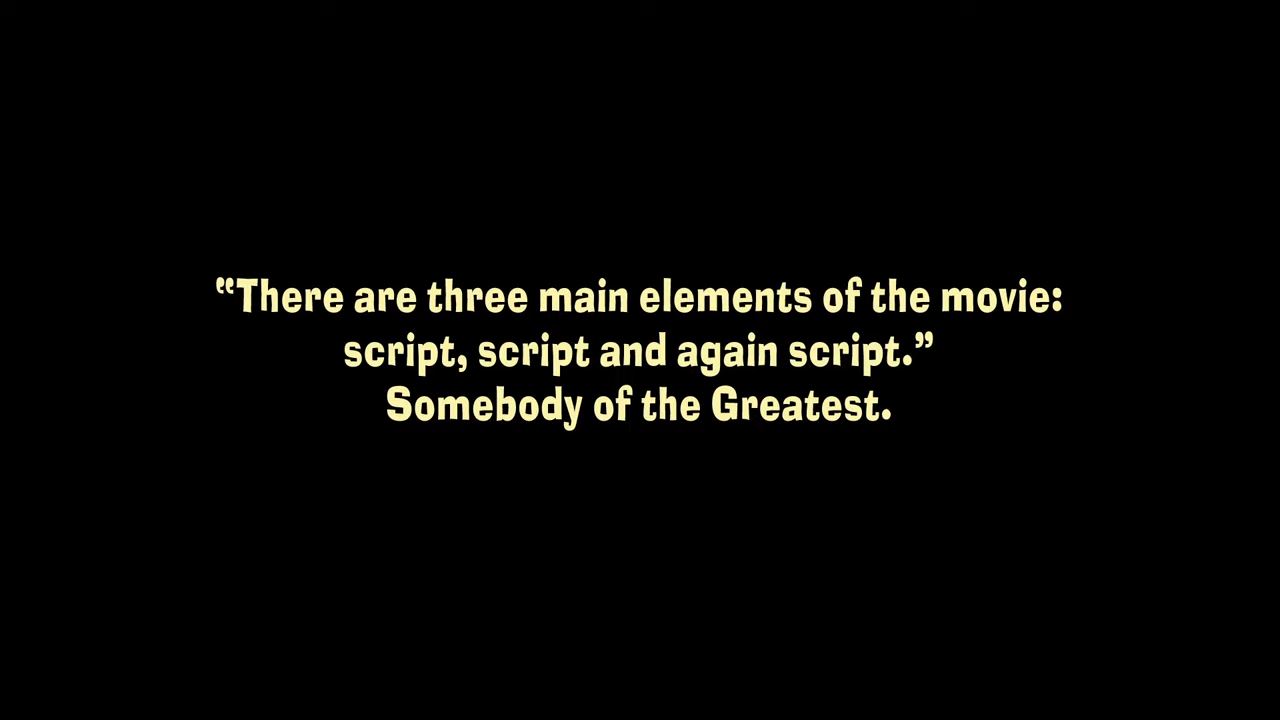 “There are three main elements of the movie:
script, script and again script.”
Somebody of the Greatest.